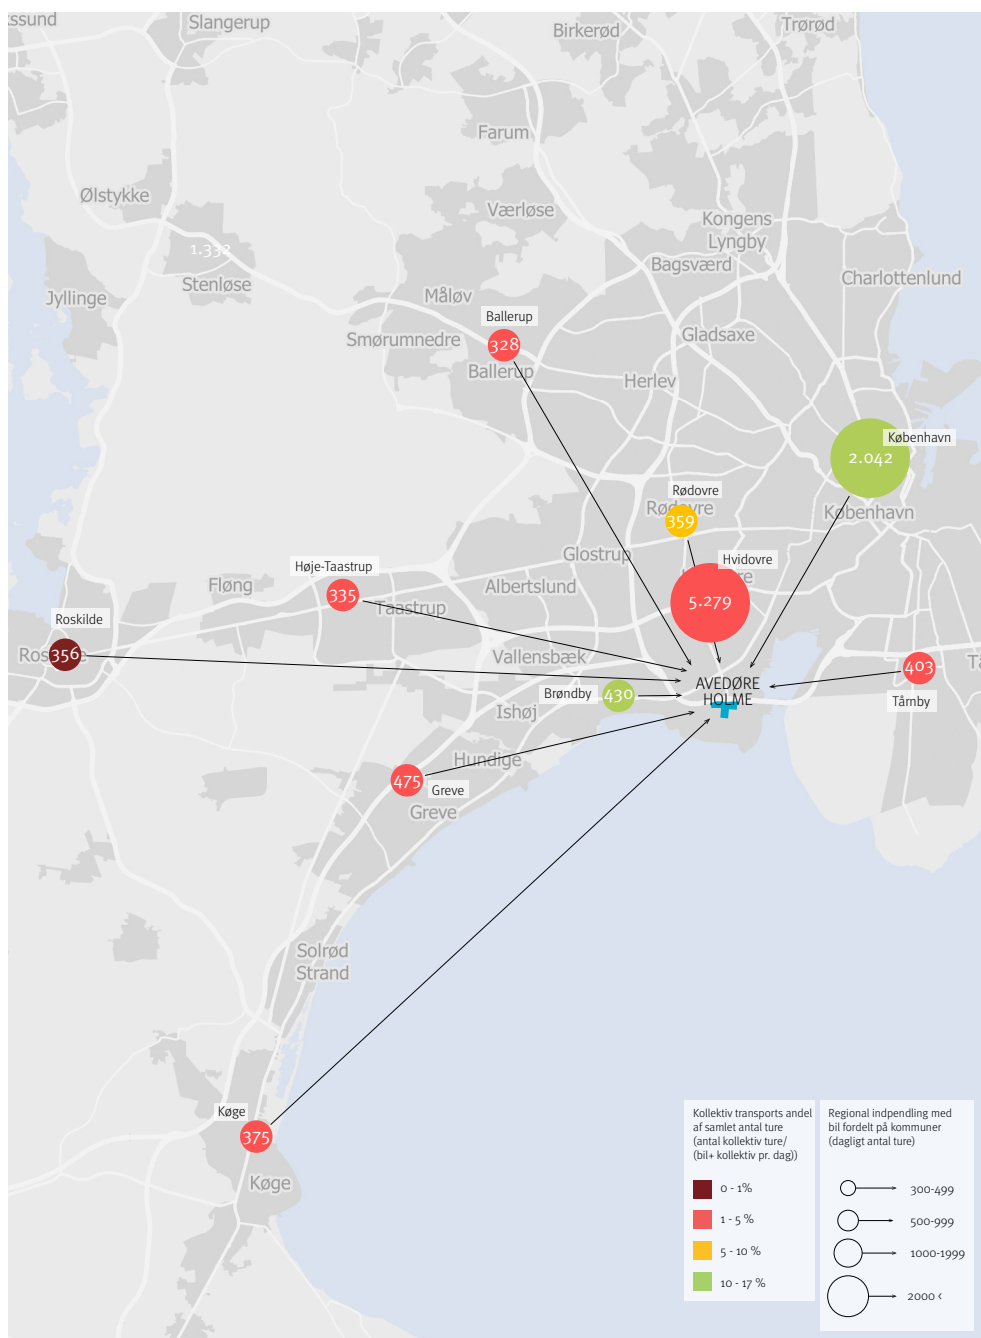 kssund
Slangerup
Birkerød
Trørød
Farum
Ølstykke
Værløse
Kongens
Lyngby
1.332
Bagsværd
Stenløse
Charlottenlund
Jyllinge
Måløv
Ballerup
Smørumnedre
328
Gladsaxe
Ballerup
Herlev
København
2.042
Rødovre
Rødovre
359
København
Glostrup
Hvidovre
Høje-Taastrup
Fløng
Albertslund
335
Taastrup
5.279
Roskilde
356
Vallensbæk
403
AVEDØRE
HOLME
Brøndby
430
Tårnby
Ishøj
Hundige
475
Greve
Greve
Solrød
Strand
Køge
375
Køge
Kollektiv transports andel
af samlet antal ture
(antal kollektiv ture/
(bil+ kollektiv pr. dag))
0 - 1%
1 - 5 %
5 - 10 %
10 - 17 %
Regional indpendling med
bil fordelt på kommuner
(dagligt antal ture)
300-499
500-999
1000-1999
2000 <